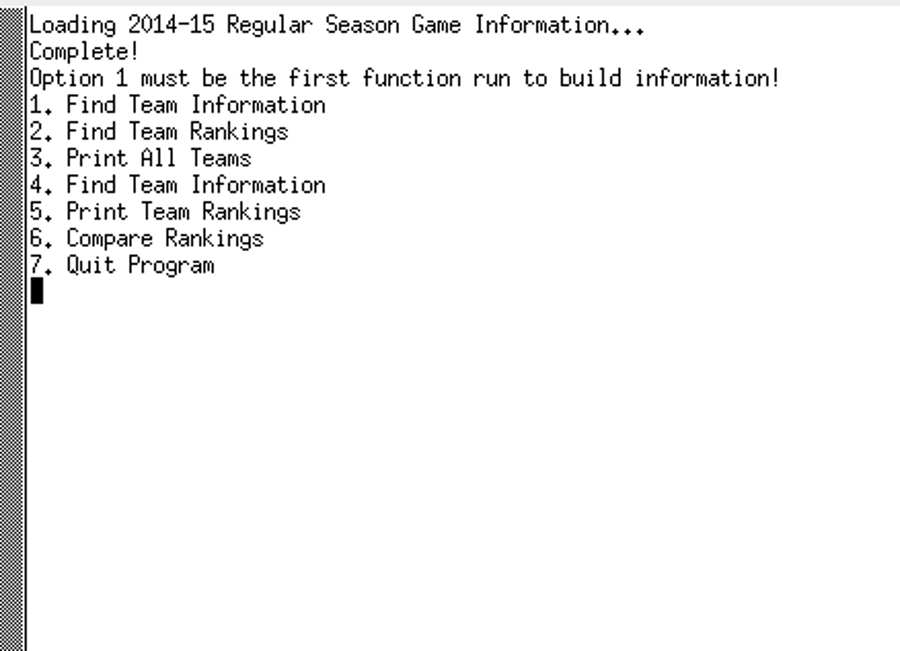 Loading 2014-15 Regular Season Game Information...
Complete!
Option 1 must be the first function run to build information!
1. Find Team Information
2. Find Team Rankings
3. Print All Teams
4. Find Team Information
5. Print Team Rankings
6. Compare Rankings
7. Quit Program